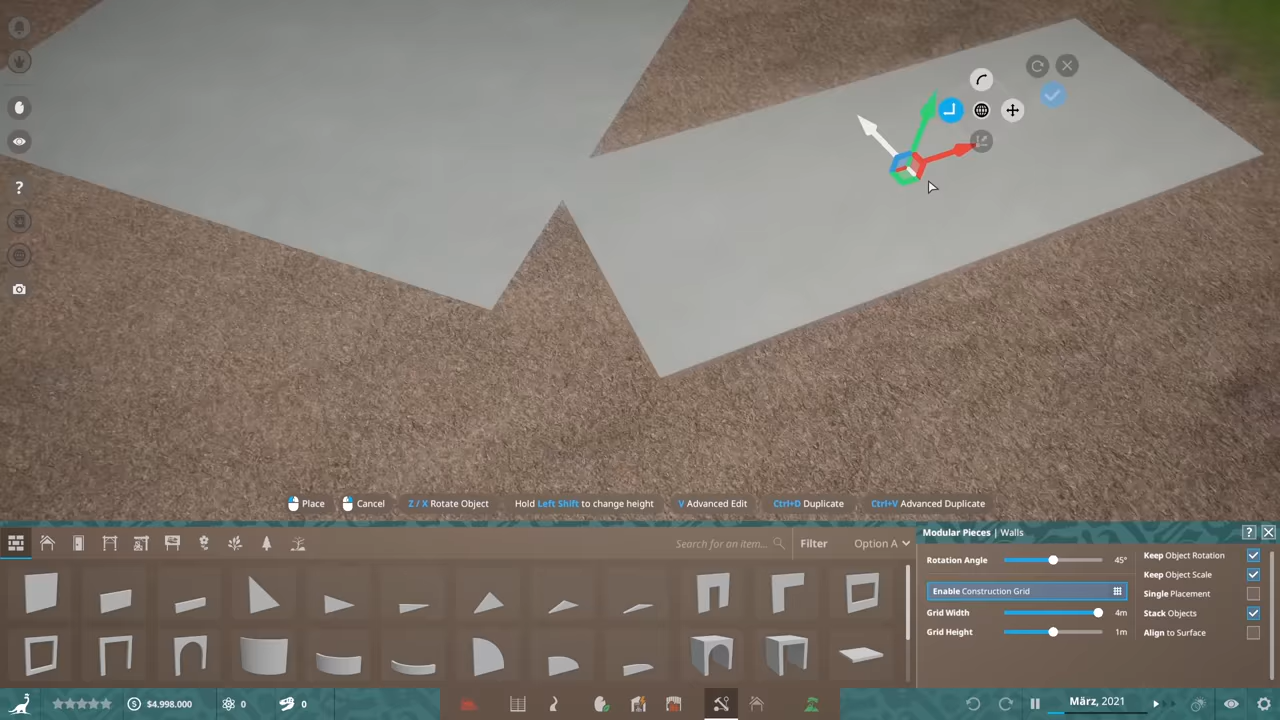 ?
Place
Cancel
Z / X Rotate Object
Hold Left Shift to change height
V Advanced Edit
Ctrl+D Duplicate
Ctrl+V Advanced Duplicate
Search for an item...
Filter
Option A
Modular Pieces | Walls
?
Rotation Angle
45°
Enable Construction Grid
Grid Width
4m
Grid Height
1m
Keep Object Rotation
Keep Object Scale
Single Placement
Stack Objects
Align to Surface
$4.998.000
0
0
März, 2021